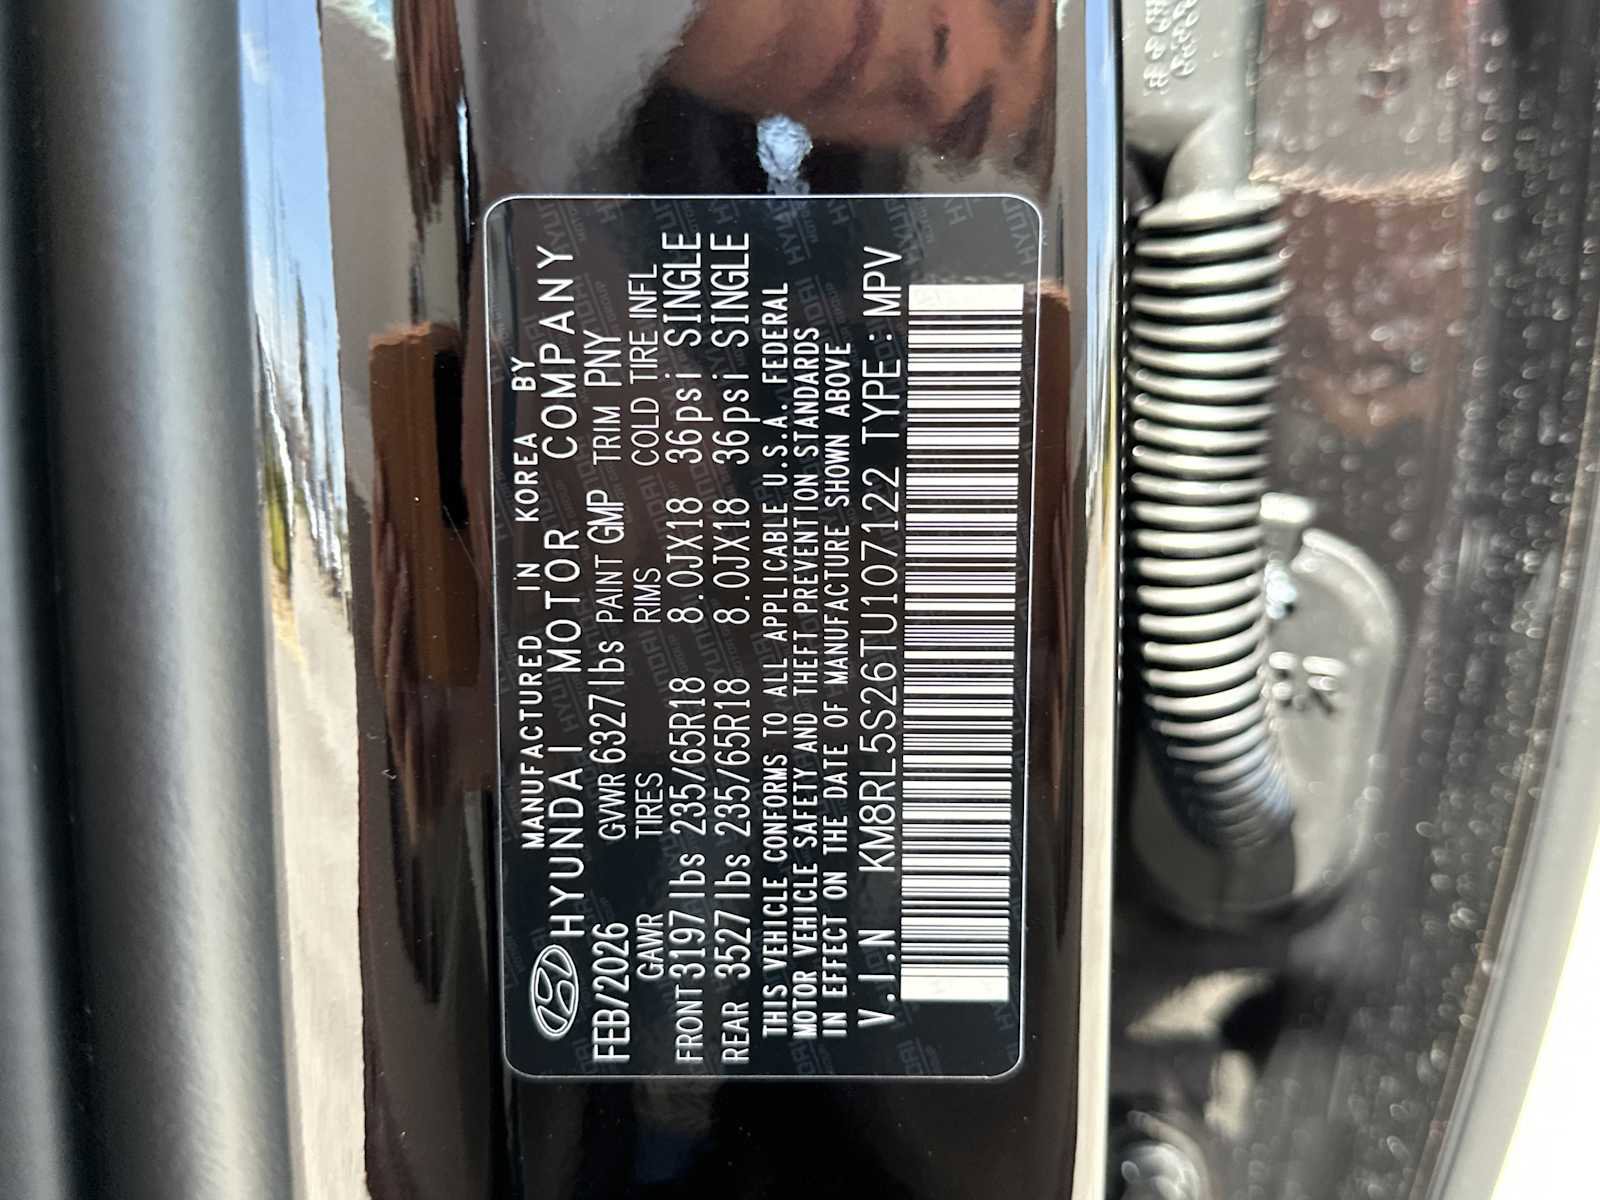 MANUFACTURED IN KOREA BY
HYUNDAI MOTOR COMPANY
FEB/2026 GVWR 6327lbs PAINT GMP TRIM PNY
GAWR TIRES RIMS COLD TIRE INFL
FRONT 3197lbs 235/65R18 8.0JX18 36psi SINGLE
REAR 3527lbs 235/65R18 8.0JX18 36psi SINGLE
THIS VEHICLE CONFORMS TO ALL APPLICABLE U.S.A. FEDERAL
MOTOR VEHICLE SAFETY AND THEFT PREVENTION STANDARDS
IN EFFECT ON THE DATE OF MANUFACTURE SHOWN ABOVE
V.I.N KM8RL5S26TU107122 TYPE:MPV